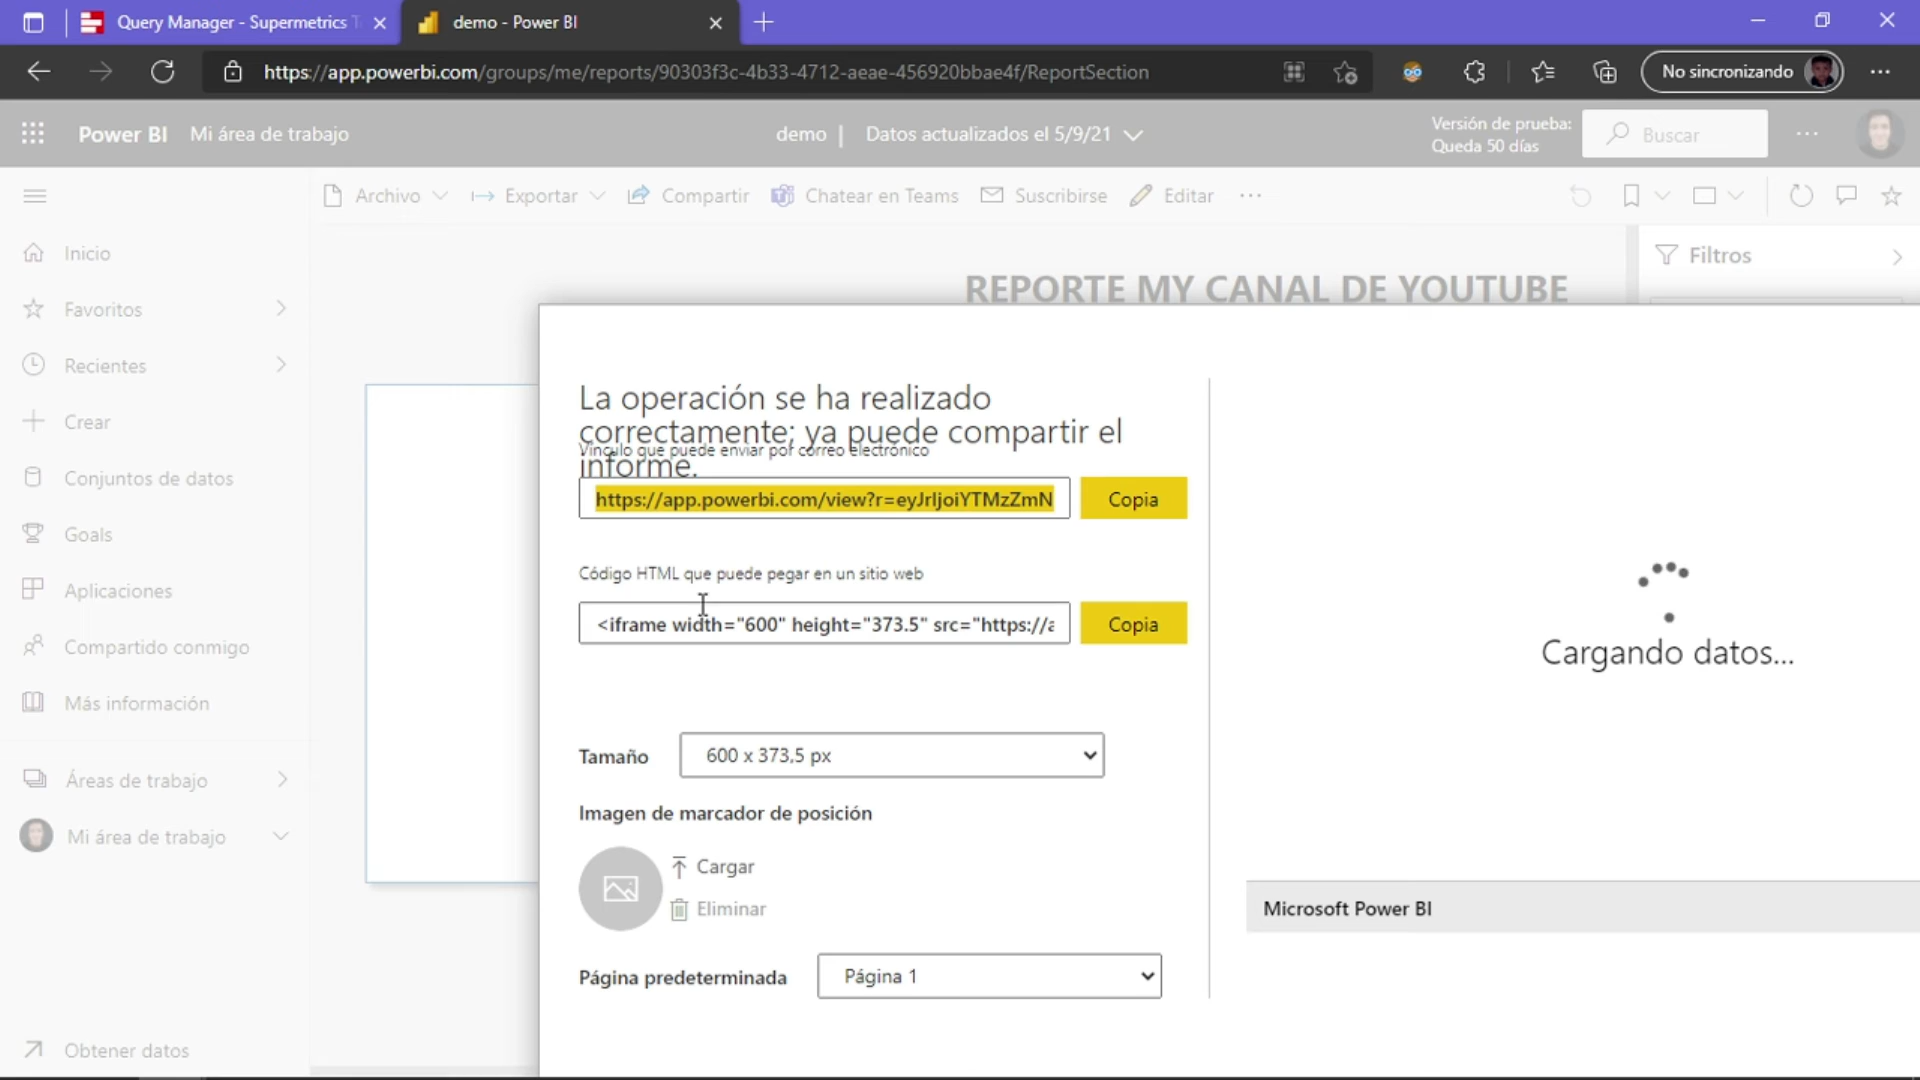 Query Manager - Supermetrics T
demo - Power BI
https://app.powerbi.com/groups/me/reports/90303f3c-4b33-4712-aeae-456920bbae4f/ReportSection
No sincronizando
Power BI
Mi área de trabajo
demo | Datos actualizados el 5/9/21
Versión de prueba:
Queda 50 días
Buscar
Archivo
Exportar
Compartir
Chatear en Teams
Suscribirse
Editar
Inicio
Favoritos
Recientes
Crear
Conjuntos de datos
Goals
Aplicaciones
Compartido conmigo
Más información
Áreas de trabajo
Mi área de trabajo
Obtener datos
REPORTE MY CANAL DE YOUTUBE
Filtros
La operación se ha realizado
correctamente; ya puede compartir el
informe.
Vínculo que puede enviar por correo electrónico
https://app.powerbi.com/view?r=eyJrIjoiYTMzZmN
Copia
Código HTML que puede pegar en un sitio web
<iframe width="600" height="373.5" src="https://a
Copia
Tamaño
600 x 373,5 px
Imagen de marcador de posición
Cargar
Eliminar
Página predeterminada
Página 1
Cargando datos...
Microsoft Power BI